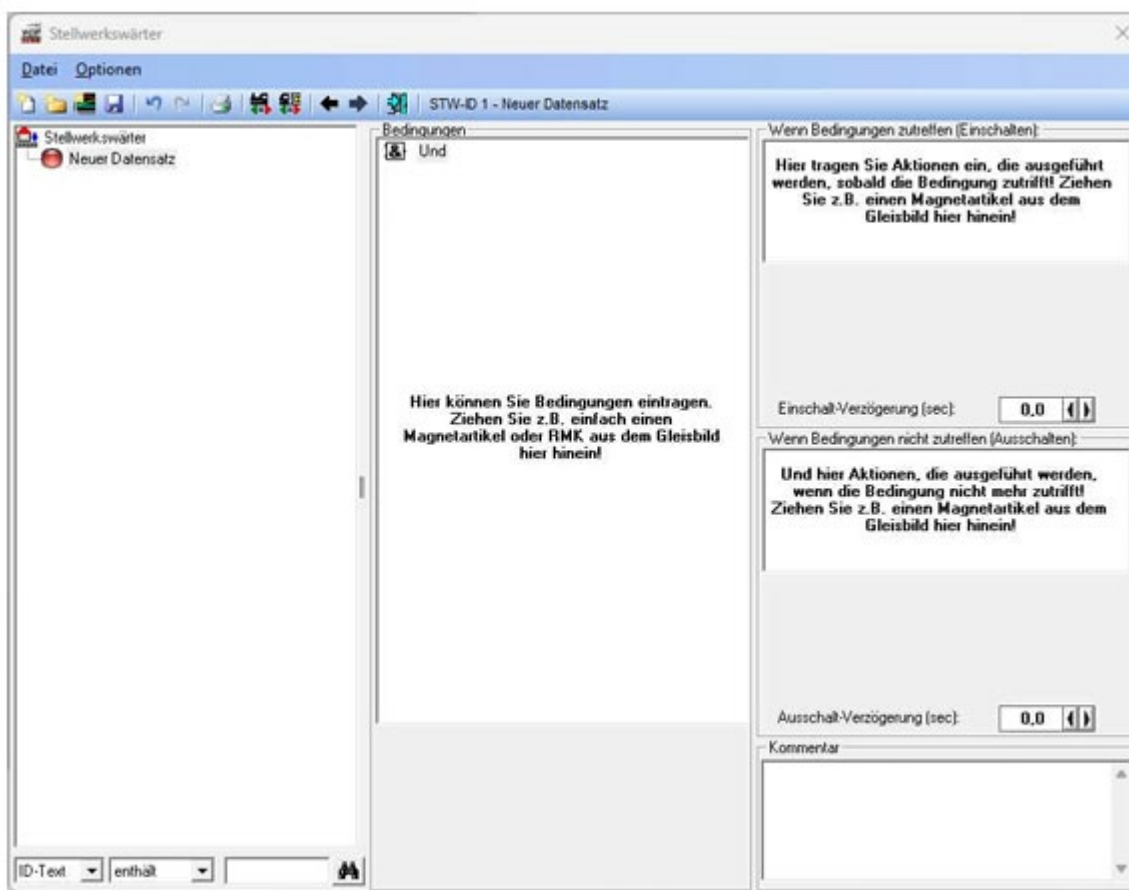 Stellwerkswärter
Datei Optionen
STW-ID 1 - Neuer Datensatz
Stellwerkswärter
Neuer Datensatz
Bedingungen
& Und
Hier können Sie Bedingungen eintragen.
Ziehen Sie z.B. einfach einen
Magnetartikel oder RMK aus dem Gleisbild
hier hinein!
Wenn Bedingungen zutreffen (Einschalten):
Hier tragen Sie Aktionen ein, die ausgeführt
werden, sobald die Bedingung zutrifft! Ziehen
Sie z.B. einen Magnetartikel aus dem
Gleisbild hier hinein!
Einschalt-Verzögerung (sec): 0,0
Wenn Bedingungen nicht zutreffen (Ausschalten):
Und hier Aktionen, die ausgeführt werden,
wenn die Bedingung nicht mehr zutrifft!
Ziehen Sie z.B. einen Magnetartikel aus dem
Gleisbild hier hinein!
Ausschalt-Verzögerung (sec): 0,0
Kommentar
ID-Text enthält